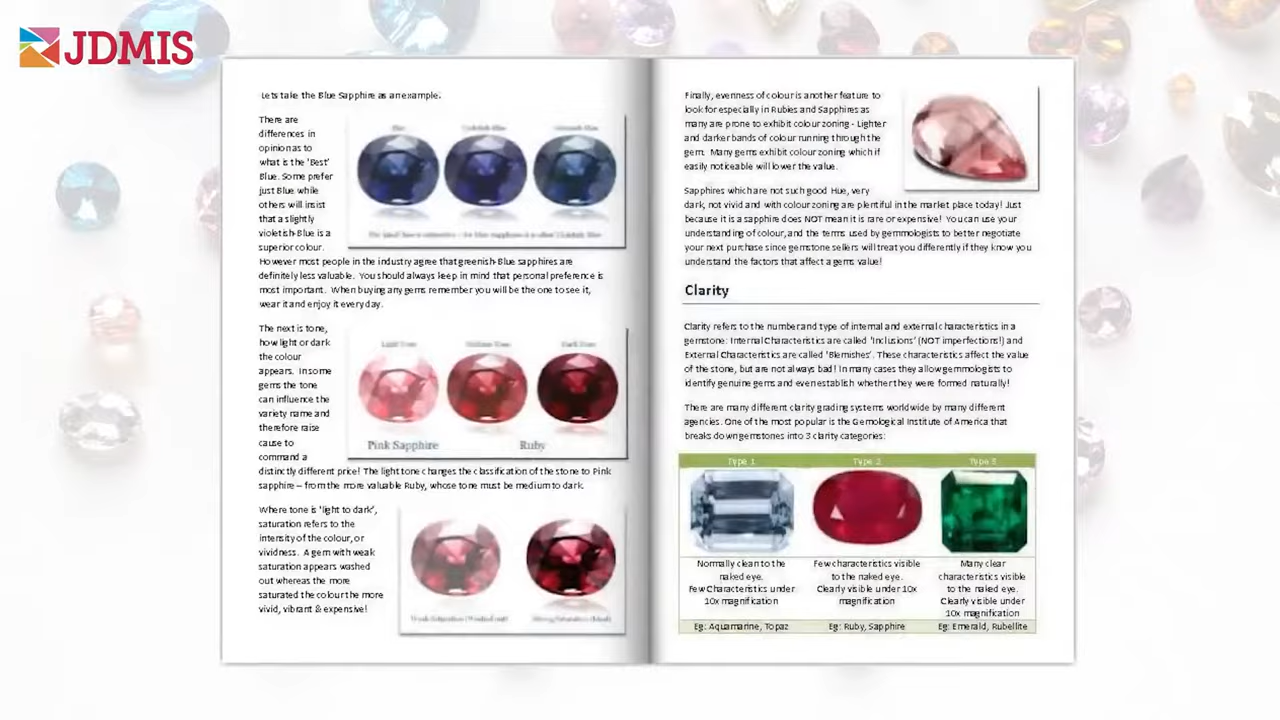 JDMIS
Lets take the Blue Sapphire as an example.
There are
differences in
opinion as to
what is the 'Best'
Blue. Some prefer
just Blue while
others will insist
that a slightly
violetish-Blue is a
superior colour.
However most people in the industry agree that greenish-Blue sapphires are
definitely less valuable. You should always keep in mind that personal preference is
most important. When buying any gems remember you will be the one to see it,
wear it and enjoy it every day.
The next is tone,
how light or dark
the colour
appears. In some
gems the tone
can influence the
variety name and
therefore raise
cause to
command a
Light Tone Medium Tone Dark Tone
Pink Sapphire Ruby
distinctly different price! The light tone changes the classification of the stone to Pink
sapphire – from the more valuable Ruby, whose tone must be medium to dark.
Where tone is 'light to dark',
saturation refers to the
intensity of the colour, or
vividness. A gem with weak
saturation appears washed
out whereas the more
saturated the colour the more
vivid, vibrant & expensive!
Finally, evenness of colour is another feature to
look for especially in Rubies and Sapphires as
many are prone to exhibit colour zoning - Lighter
and darker bands of colour running through the
gem. Many gems exhibit colour zoning which if
easily noticeable will lower the value.
Sapphires which are not such good Hue, very
dark, not vivid and with colour zoning are plentiful in the market place today! Just
because it is a sapphire does NOT mean it is rare or expensive! You can use your
understanding of colour, and the terms used by gemmologists to better negotiate
your next purchase since gemstone sellers will treat you differently if they know you
understand the factors that affect a gems value!
Clarity
Clarity refers to the number and type of internal and external characteristics in a
gemstone: Internal Characteristics are called 'Inclusions' (NOT imperfections!) and
External Characteristics are called 'Blemishes'. These characteristics affect the value
of the stone, but are not always bad! In many cases they allow gemmologists to
identify genuine gems and even establish whether they were formed naturally!
There are many different clarity grading systems worldwide by many different
agencies. One of the most popular is the Gemological Institute of America that
breaks down gemstones into 3 clarity categories:
Type 1 Type 2 Type 3
Normally clean to the
naked eye.
Few Characteristics under
10x magnification
Few characteristics visible
to the naked eye.
Clearly visible under 10x
magnification
Many clear
characteristics visible
to the naked eye.
Clearly visible under
10x magnification
Eg: Aquamarine, Topaz Eg: Ruby, Sapphire Eg: Emerald, Rubellite